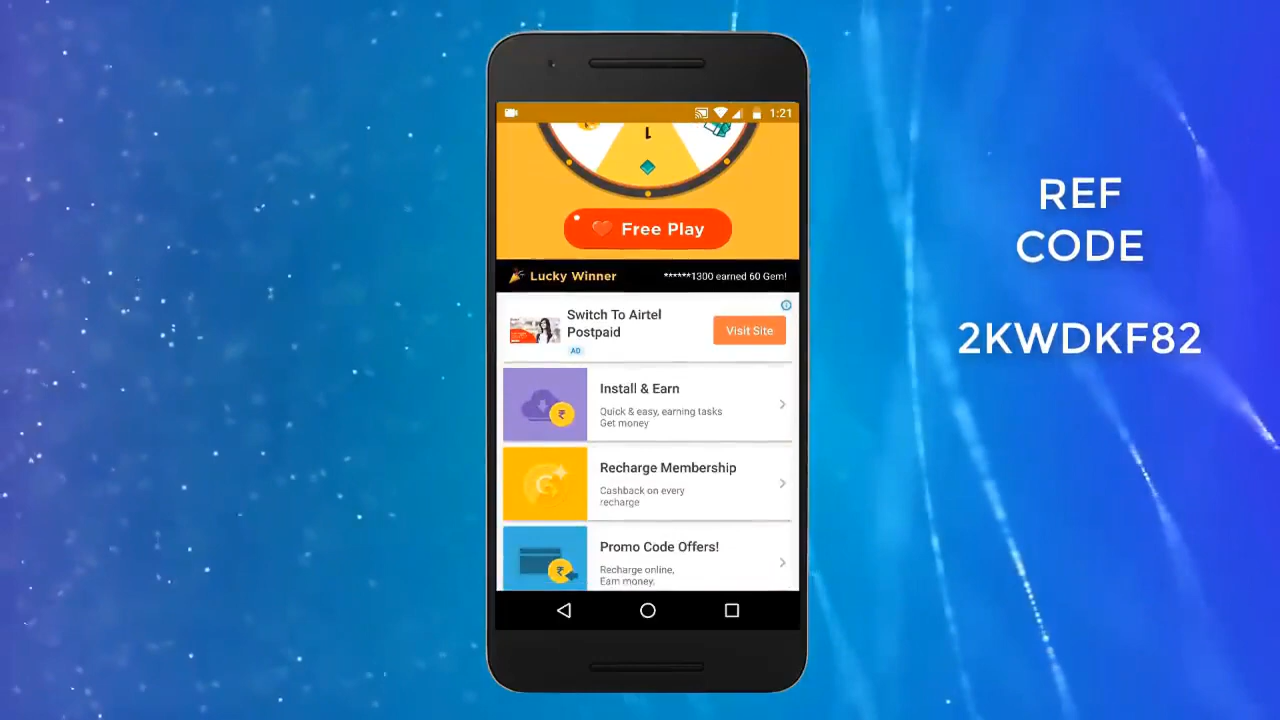 1:21
1
Free Play
Lucky Winner
******1300 earned 60 Gem!
Switch To Airtel
Postpaid
AD
Visit Site
Install & Earn
Quick & easy, earning tasks
Get money
Recharge Membership
Cashback on every
recharge
Promo Code Offers!
Recharge online,
Earn money.
REF
CODE
2KWDKF82